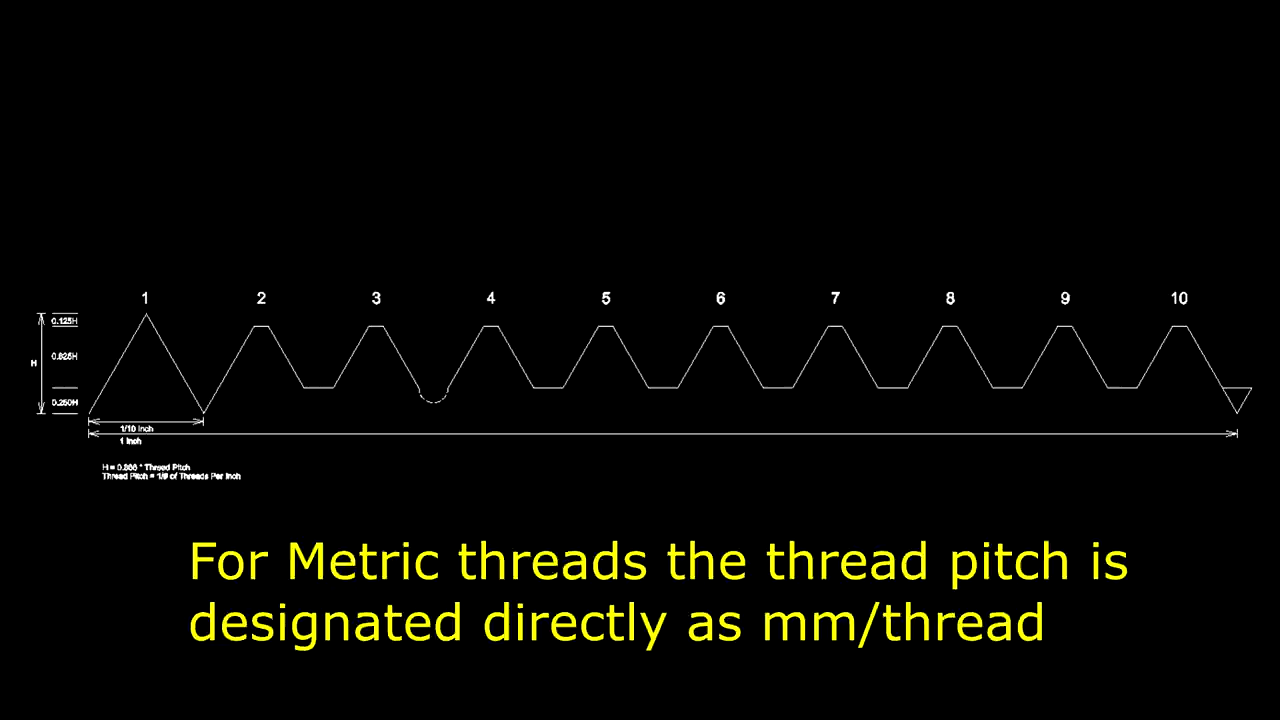 1 2 3 4 5 6 7 8 9 10
0.125H
H
0.625H
0.250H
1/10 Inch
1 Inch
H = 0.866 * Thread Pitch
Thread Pitch = 1/# of Threads Per Inch
For Metric threads the thread pitch is
designated directly as mm/thread